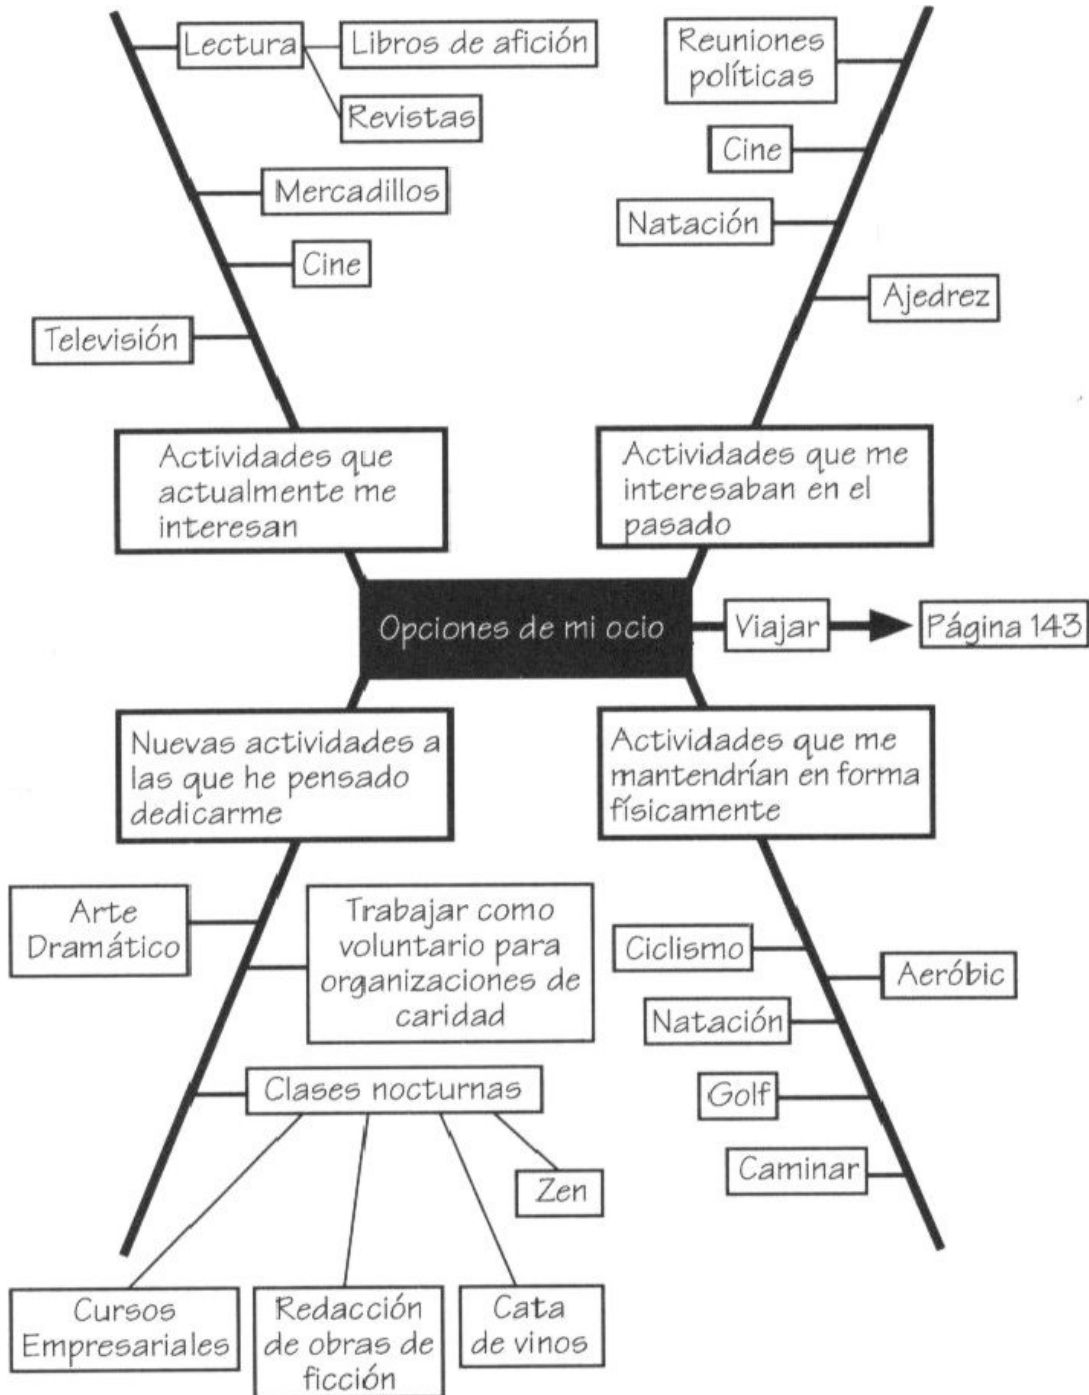 Lectura
Libros de afición
Revistas
Mercadillos
Cine
Televisión
Reuniones
políticas
Cine
Natación
Ajedrez
Actividades que
actualmente me
interesan
Actividades que me
interesaban en el
pasado
Opciones de mi ocio
Viajar
Página 143
Nuevas actividades a
las que he pensado
dedicarme
Actividades que me
mantendrían en forma
físicamente
Arte
Dramático
Trabajar como
voluntario para
organizaciones de
caridad
Clases nocturnas
Zen
Cursos
Empresariales
Redacción
de obras de
ficción
Cata
de vinos
Ciclismo
Aeróbic
Natación
Golf
Caminar